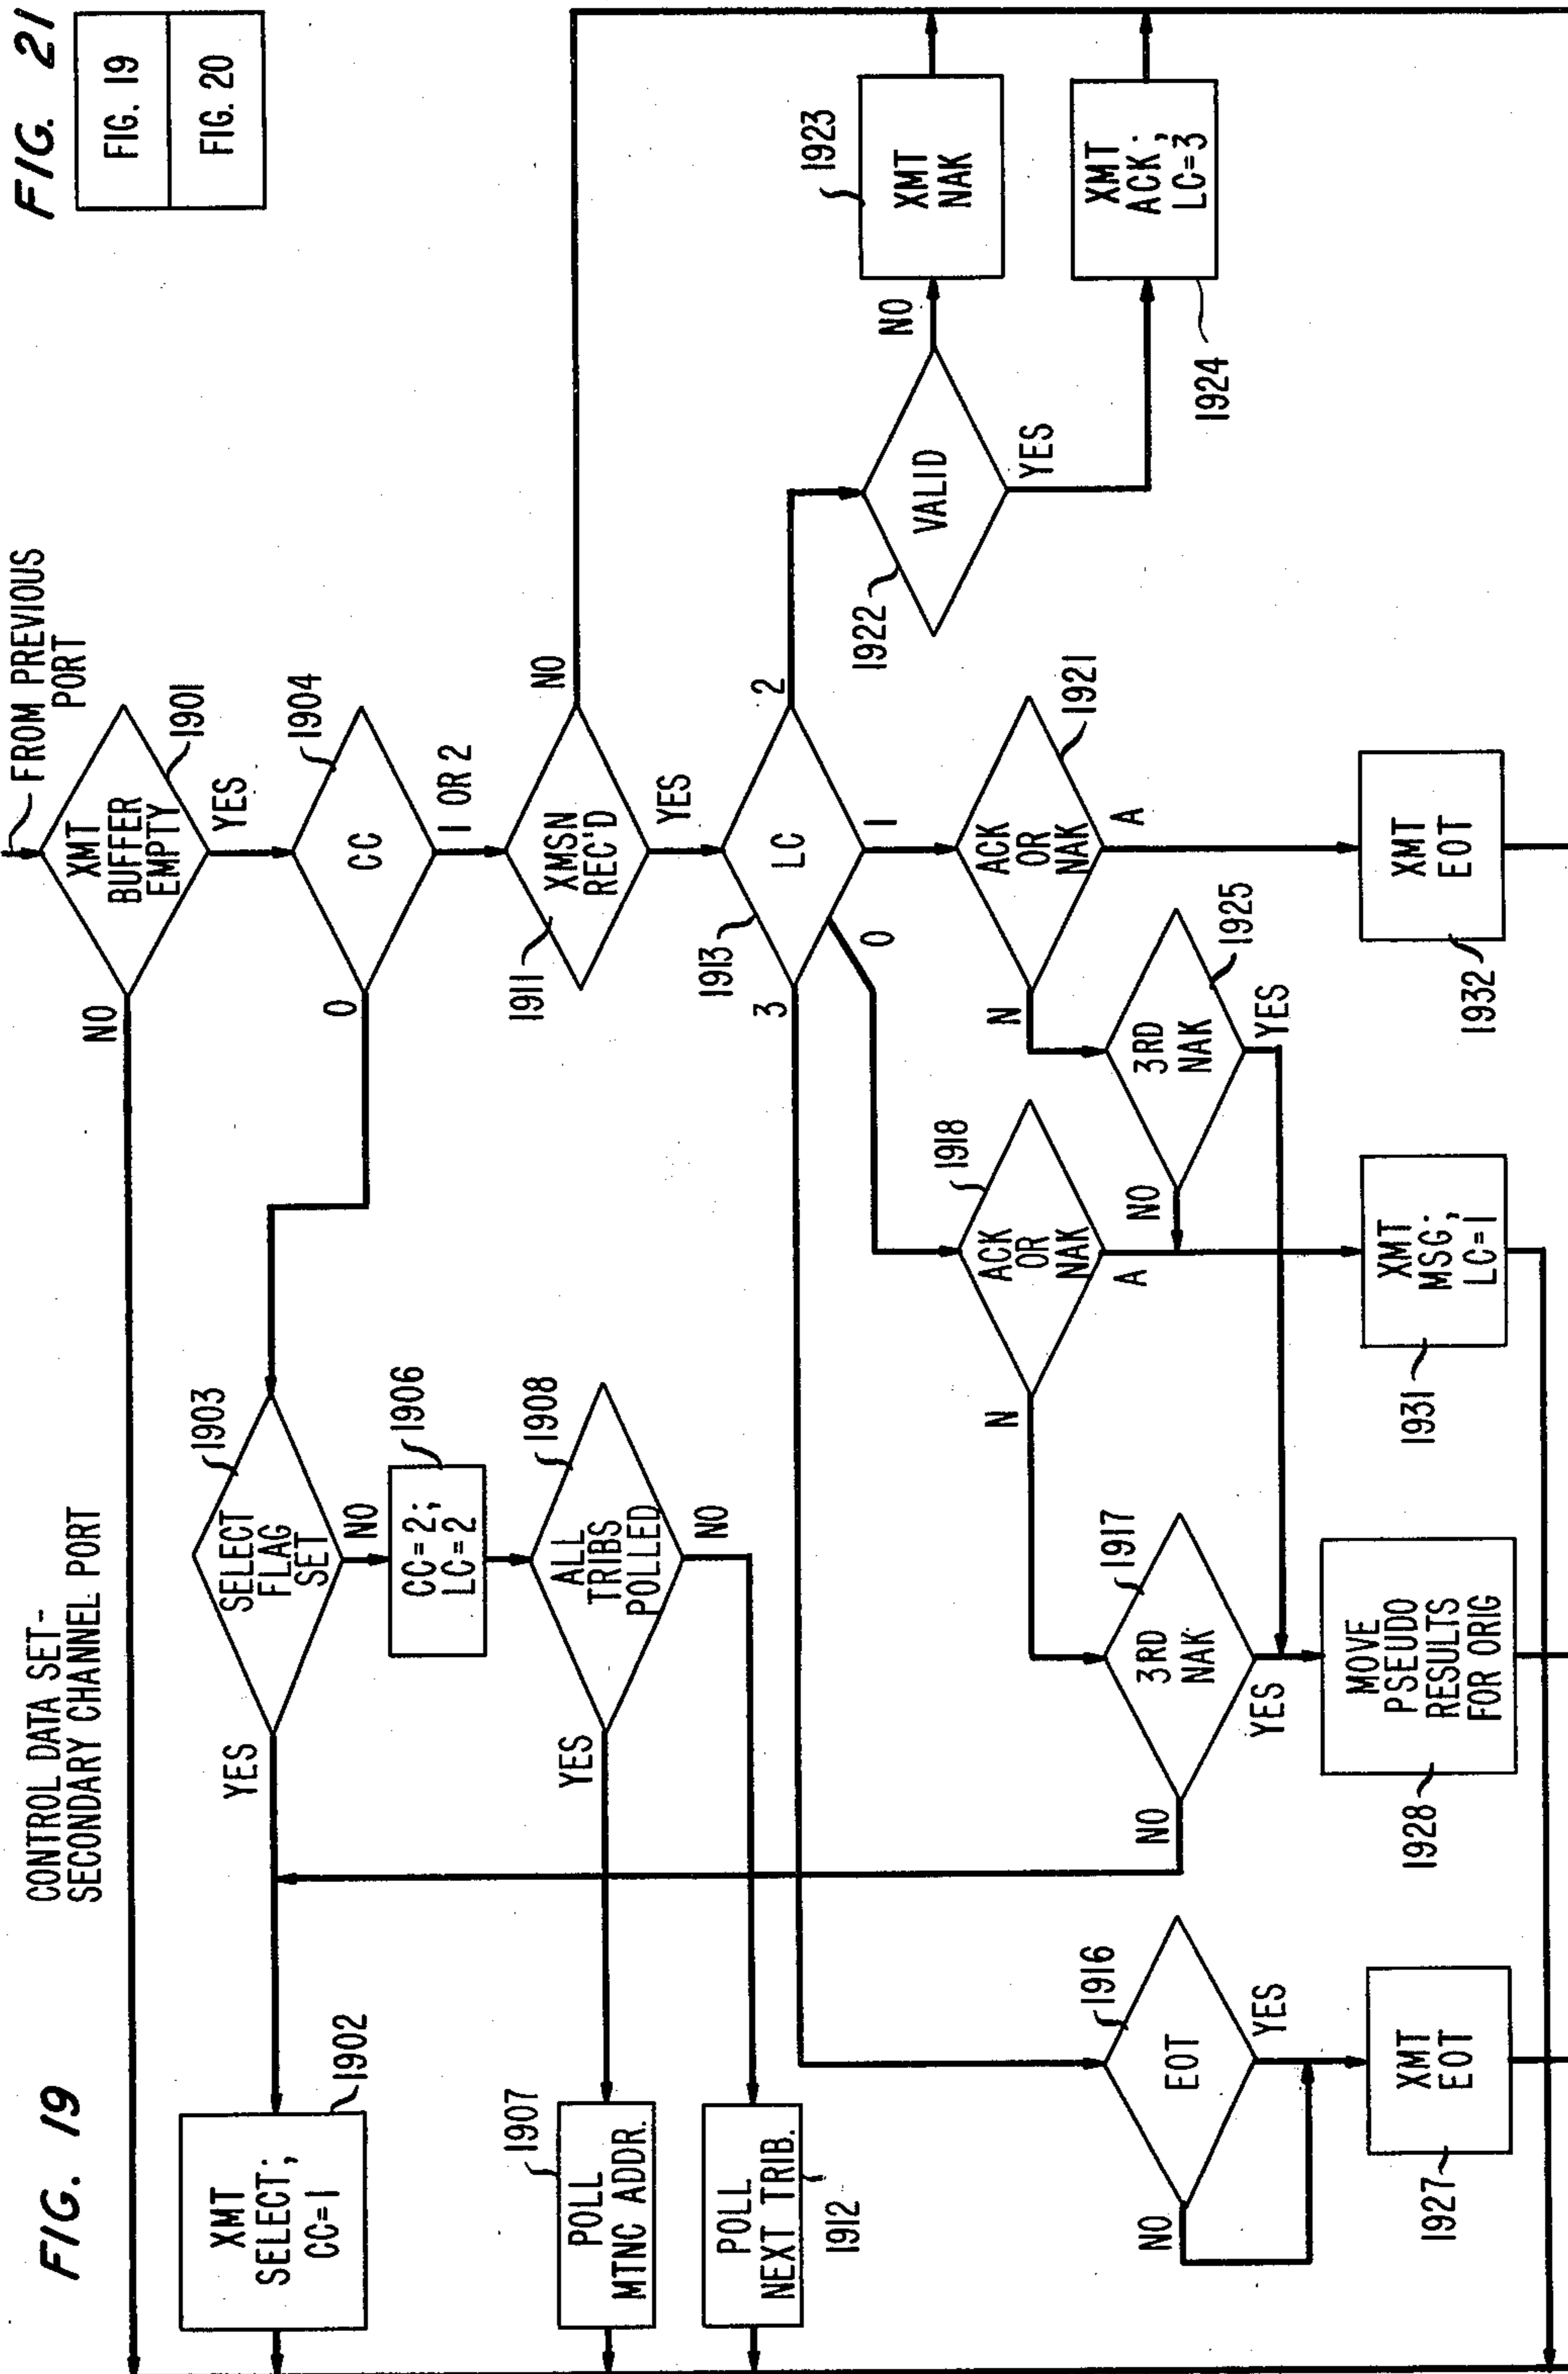 FIG. 19
CONTROL DATA SET-
SECONDARY CHANNEL PORT
FROM PREVIOUS
PORT
FIG. 21
FIG. 19
FIG. 20
XMT
BUFFER
EMPTY
1901
NO
YES
CC
1904
0
1 OR 2
SELECT
FLAG
SET
1903
YES
NO
XMT
SELECT;
CC=1
1902
CC=2;
LC=2
1906
ALL
TRIBS
POLLED
1908
YES
NO
POLL
MTNC ADDR.
1907
POLL
NEXT TRIB.
1912
XMSN
REC'D
1911
NO
YES
LC
1913
3
0
1
2
VALID
1922
NO
YES
XMT
NAK
1923
XMT
ACK;
LC=3
1924
EOT
1916
NO
YES
XMT
EOT
1927
3RD
NAK
1917
NO
YES
MOVE
PSEUDO
RESULTS
FOR ORIG
1928
ACK
OR
NAK
1918
N
A
XMT
MSG;
LC=1
1931
3RD
NAK
1925
NO
YES
ACK
OR
NAK
1921
N
A
XMT
EOT
1932